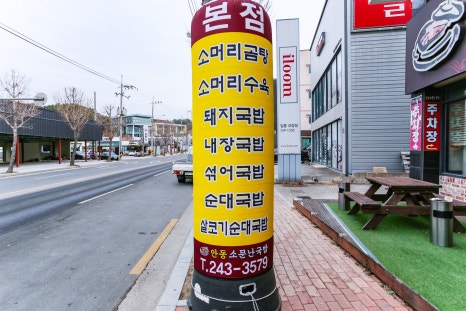 본점
소머리곰탕
소머리수육
돼지국밥
내장국밥
섞어국밥
순대국밥
살코기순대국밥
안동 소문난국밥
T.243-3579
iloom
주차장